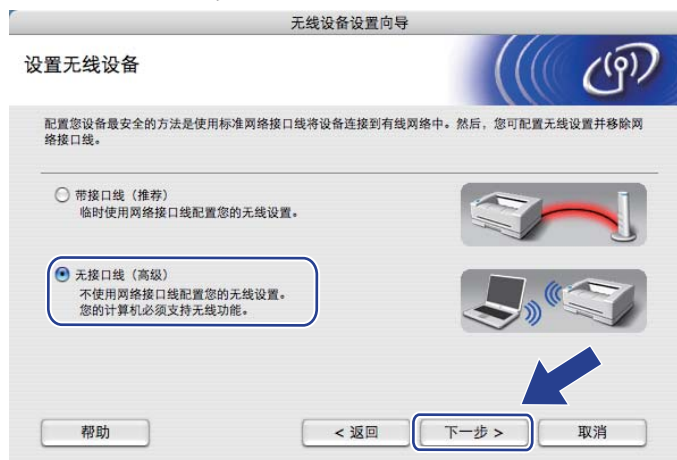 无线设备设置向导
设置无线设备
配置您设备最安全的方法是使用标准网络接口线将设备连接到有线网络中。然后，您可配置无线设置并移除网
络接口线。
带接口线（推荐）
临时使用网络接口线配置您的无线设置。
无接口线（高级）
不使用网络接口线配置您的无线设置。
您的计算机必须支持无线功能。
帮助
< 返回
下一步 >
取消